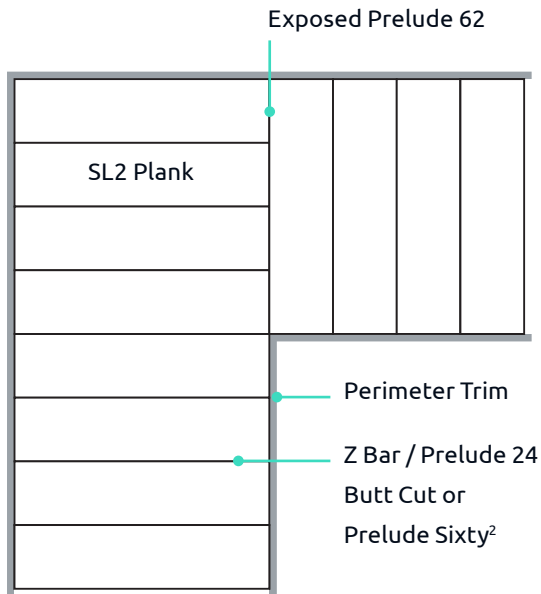 Exposed Prelude 62
SL2 Plank
Perimeter Trim
Z Bar / Prelude 24
Butt Cut or
Prelude Sixty²